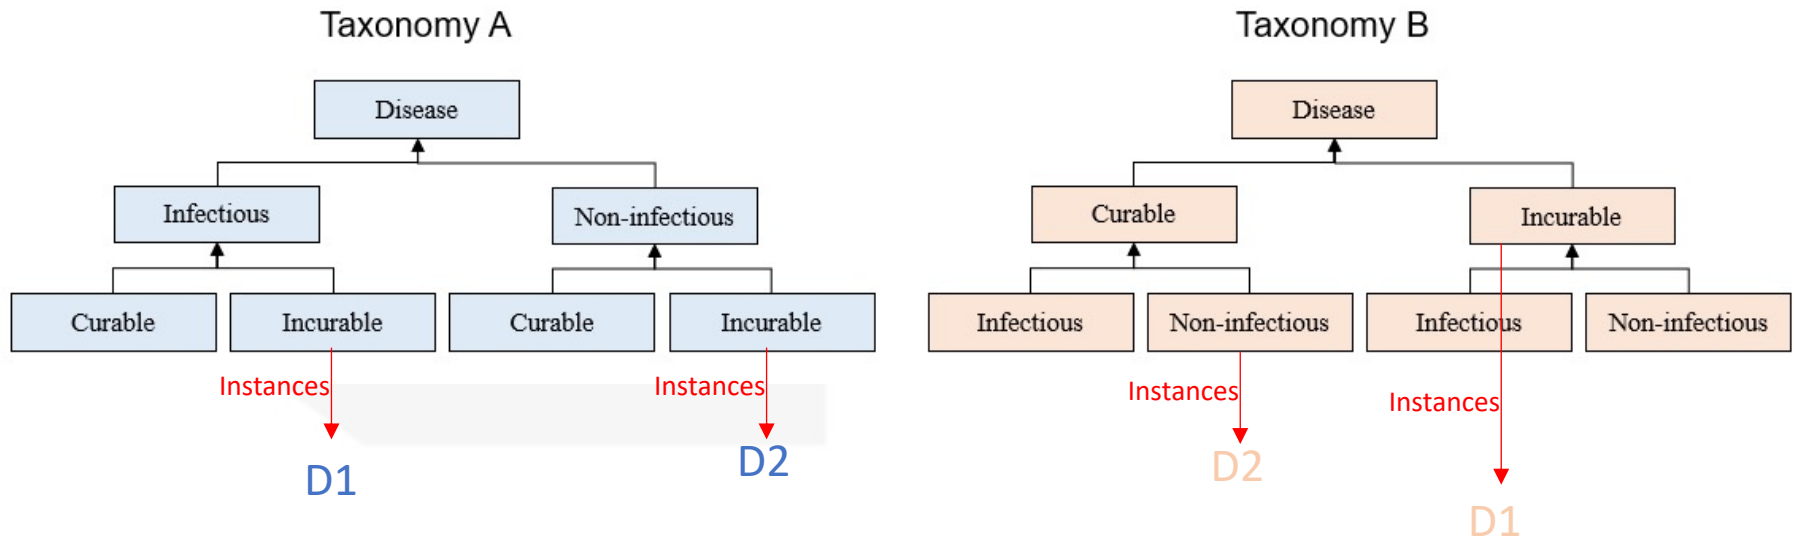 Taxonomy A
Disease
Infectious
Non-infectious
Curable
Incurable
Curable
Incurable
Instances
Instances
D1
D2
Taxonomy B
Disease
Curable
Incurable
Infectious
Non-infectious
Infectious
Non-infectious
Instances
Instances
D2
D1